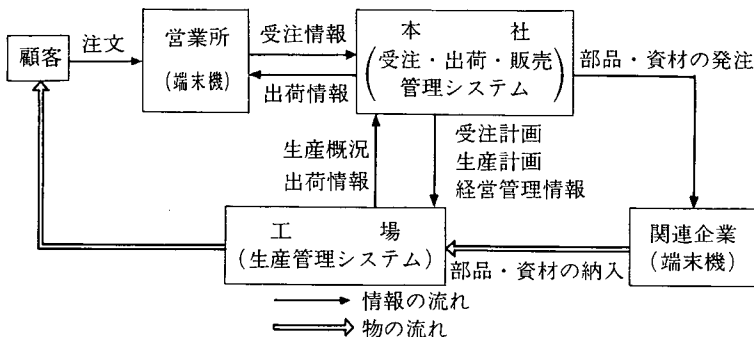 顧客
注文
営業所
(端末機)
受注情報
出荷情報
本 社
(受注・出荷・販売
管理システム)
部品・資材の発注
生産概況
出荷情報
受注計画
生産計画
経営管理情報
工 場
(生産管理システム)
部品・資材の納入
関連企業
(端末機)
情報の流れ
物の流れ